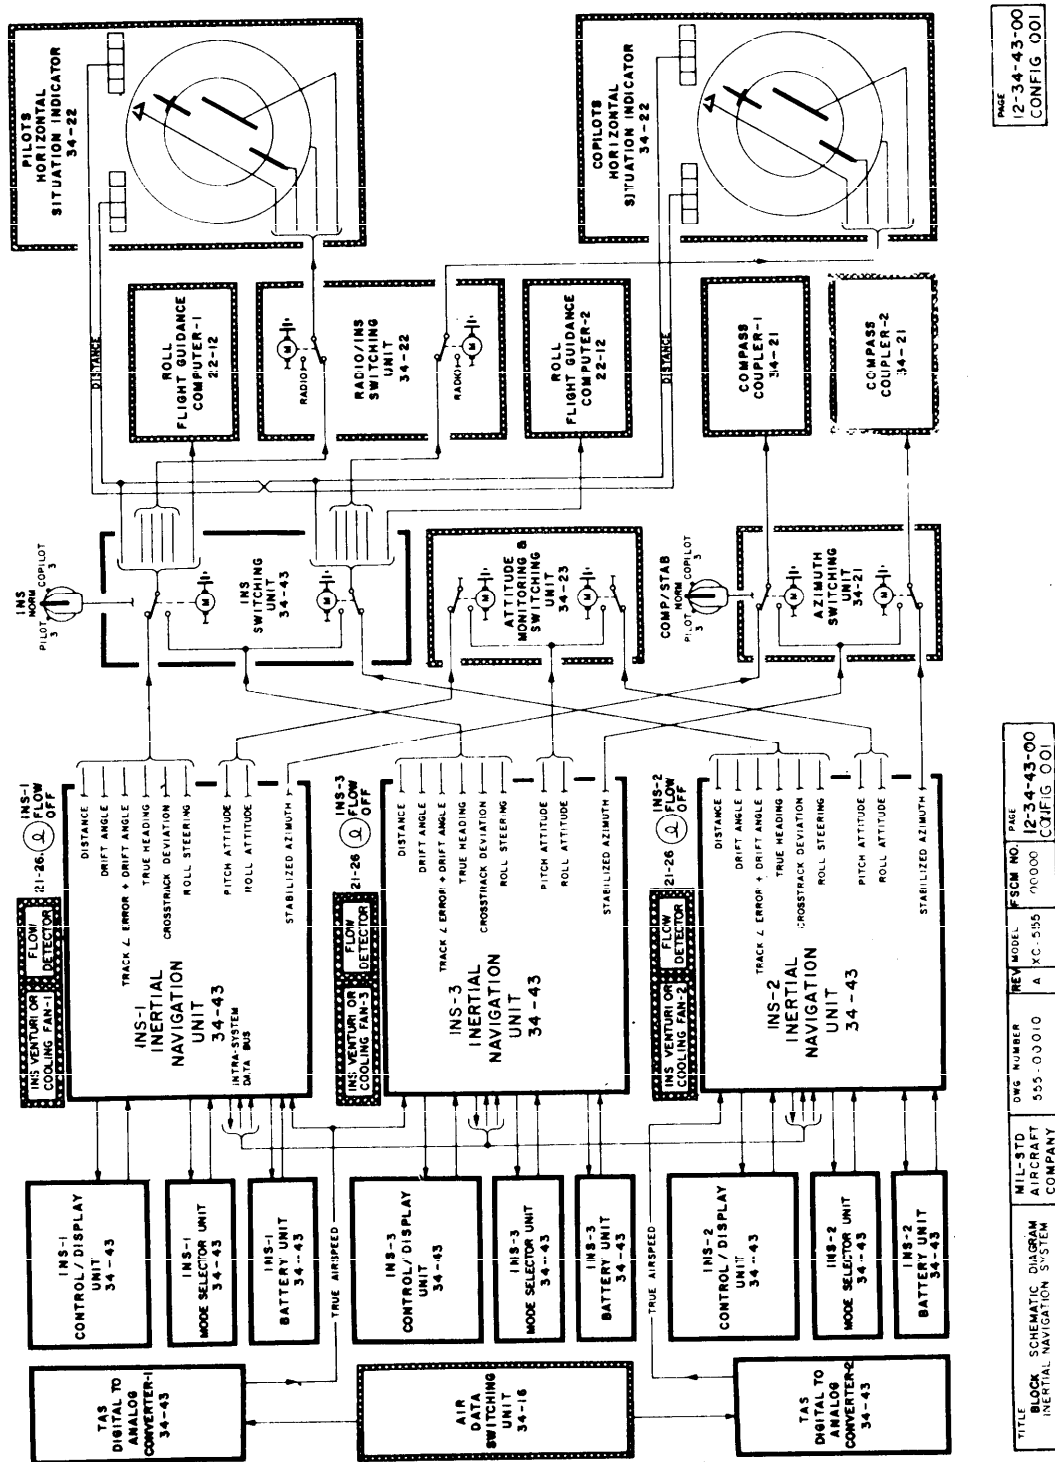 PAGE
12-34-43-00
CONFIG 001
PILOTS
HORIZONTAL
SITUATION INDICATOR
34-22
COPILOTS
HORIZONTAL
SITUATION INDICATOR
34-22
DISTANCE
ROLL
FLIGHT GUIDANCE
COMPUTER-1
22-12
RADIO
M
RADIO/INS
SWITCHING
UNIT
34-22
RADIO
M
ROLL
FLIGHT GUIDANCE
COMPUTER-2
22-12
DISTANCE
COMPASS
COUPLER-1
34-21
COMPASS
COUPLER-2
34-21
INS
NORM
PILOT COPILOT
3 3
M
INS
SWITCHING
UNIT
34-43
M
M
ATTITUDE
MONITORING &
SWITCHING
UNIT
34-23
M
COMP/STAB
NORM
PILOT COPILOT
3 3
M
AZIMUTH
SWITCHING
UNIT
34-21
M
INS VENTURI OR
COOLING FAN-1
FLOW
DETECTOR
21-26
INS-1
FLOW
OFF
DISTANCE
DRIFT ANGLE
TRACK ∠ ERROR + DRIFT ANGLE
TRUE HEADING
CROSSTRACK DEVIATION
ROLL STEERING
PITCH ATTITUDE
ROLL ATTITUDE
STABILIZED AZIMUTH
INS-1
INERTIAL
NAVIGATION
UNIT
34-43
INTRA-SYSTEM
DATA BUS
INS VENTURI OR
COOLING FAN-3
FLOW
DETECTOR
21-26
INS-3
FLOW
OFF
DISTANCE
DRIFT ANGLE
TRACK ∠ ERROR + DRIFT ANGLE
TRUE HEADING
CROSSTRACK DEVIATION
ROLL STEERING
PITCH ATTITUDE
ROLL ATTITUDE
STABILIZED AZIMUTH
INS-3
INERTIAL
NAVIGATION
UNIT
34-43
INS VENTURI OR
COOLING FAN-2
FLOW
DETECTOR
21-26
INS-2
FLOW
OFF
DISTANCE
DRIFT ANGLE
TRACK ∠ ERROR + DRIFT ANGLE
TRUE HEADING
CROSSTRACK DEVIATION
ROLL STEERING
PITCH ATTITUDE
ROLL ATTITUDE
STABILIZED AZIMUTH
INS-2
INERTIAL
NAVIGATION
UNIT
34-43
INS-1
CONTROL/DISPLAY
UNIT
34-43
INS-1
MODE SELECTOR UNIT
34-43
INS-1
BATTERY UNIT
34-43
TRUE AIRSPEED
INS-3
CONTROL/DISPLAY
UNIT
34-43
INS-3
MODE SELECTOR UNIT
34-43
INS-3
BATTERY UNIT
34-43
TRUE AIRSPEED
INS-2
CONTROL/DISPLAY
UNIT
34-43
INS-2
MODE SELECTOR UNIT
34-43
INS-2
BATTERY UNIT
34-43
TAS
DIGITAL TO
ANALOG
CONVERTER-1
34-43
AIR
DATA
SWITCHING
UNIT
34-16
TAS
DIGITAL TO
ANALOG
CONVERTER-2
34-43
TITLE
BLOCK SCHEMATIC DIAGRAM
INERTIAL NAVIGATION SYSTEM
MIL-STD
AIRCRAFT
COMPANY
DWG NUMBER
555-00010
REV
A
MODEL
XC-555
FSCM NO.
00000
PAGE
12-34-43-00
CONFIG 001